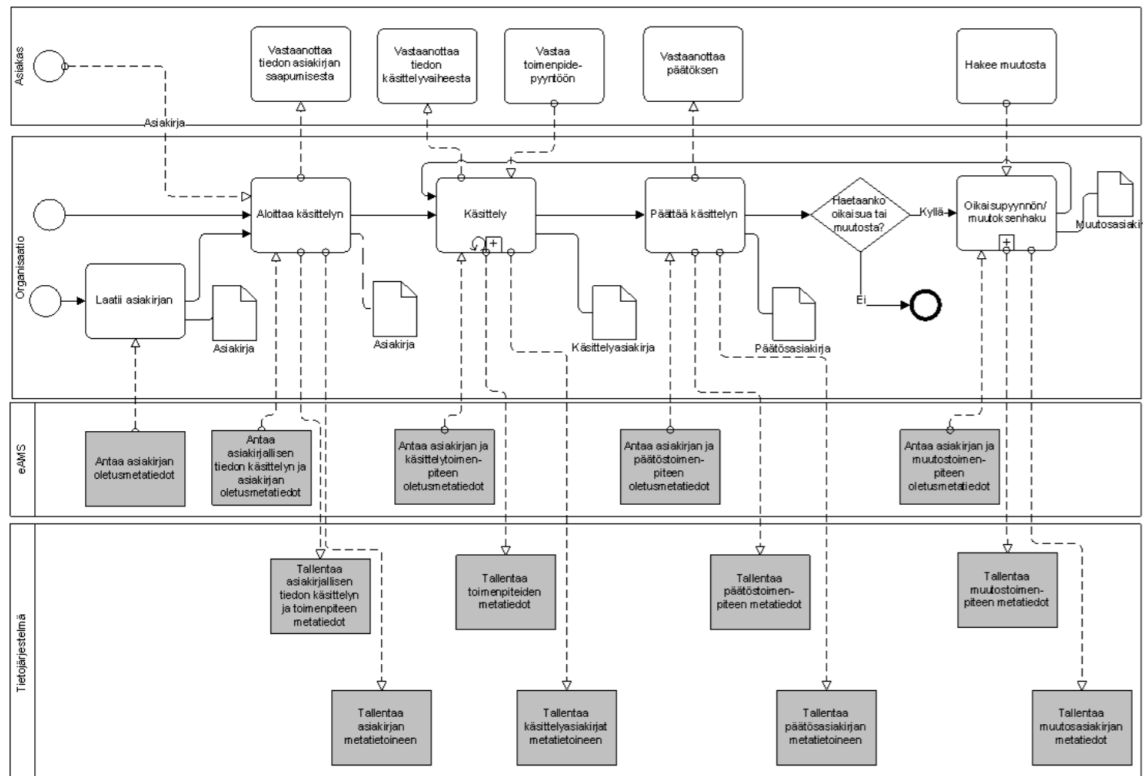 Asiakas
Vastaanottaa
tiedon asiakirjan
saapumisesta
Vastaanottaa
tiedon
käsittelyvaiheesta
Vastaa
toimenpide-
pyyntöön
Vastaanottaa
päätöksen
Hakee muutosta
Asiakirja
Organisaatio
Aloittaa käsittelyn
Käsittely
Päättää käsittelyn
Haetaanko
oikaisua tai
muutosta?
Kyllä
Oikaisupyynnön/
muutoksenhaku
Muutosasiakirj
Laatii asiakirjan
Ei
Asiakirja
Asiakirja
Käsittelyasiakirja
Päätösasiakirja
eAMS
Antaa asiakirjan
oletusmetatiedot
Antaa
asiakirjallisen
tiedon käsittelyn ja
asiakirjan
oletusmetatiedot
Antaa asiakirjan ja
käsittelytoimen-
piteen
oletusmetatiedot
Antaa asiakirjan ja
päätöstoimen-
piteen
oletusmetatiedot
Antaa asiakirjan ja
muutostoimen-
piteen
oletusmetatiedot
Tietojärjestelmä
Tallentaa
asiakirjallisen
tiedon käsittelyn
ja toimenpiteen
metatiedot
Tallentaa
toimenpiteiden
metatiedot
Tallentaa
päätöstoimen-
piteen metatiedot
Tallentaa
muutostoimen-
piteen metatiedot
Tallentaa
asiakirjan
metatietoineen
Tallentaa
käsittelyasiakirjat
metatietoineen
Tallentaa
päätösasiakirjan
metatietoineen
Tallentaa
muutosasiakirjan
metatiedot